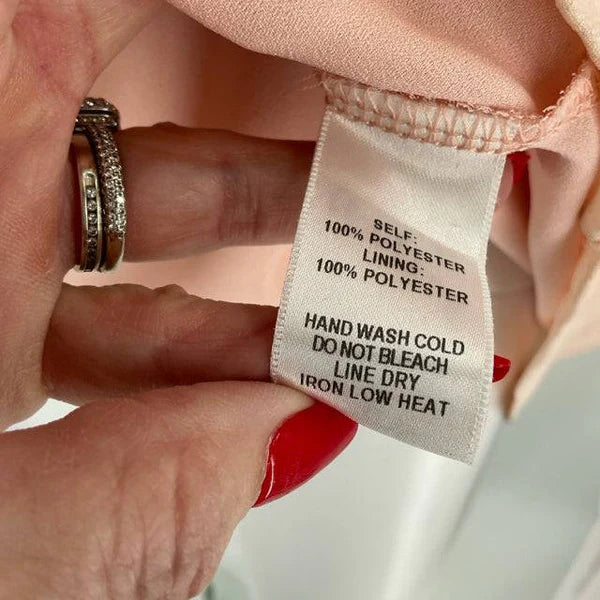 SELF:
100% POLYESTER
LINING:
100% POLYESTER
HAND WASH COLD
DO NOT BLEACH
LINE DRY
IRON LOW HEAT